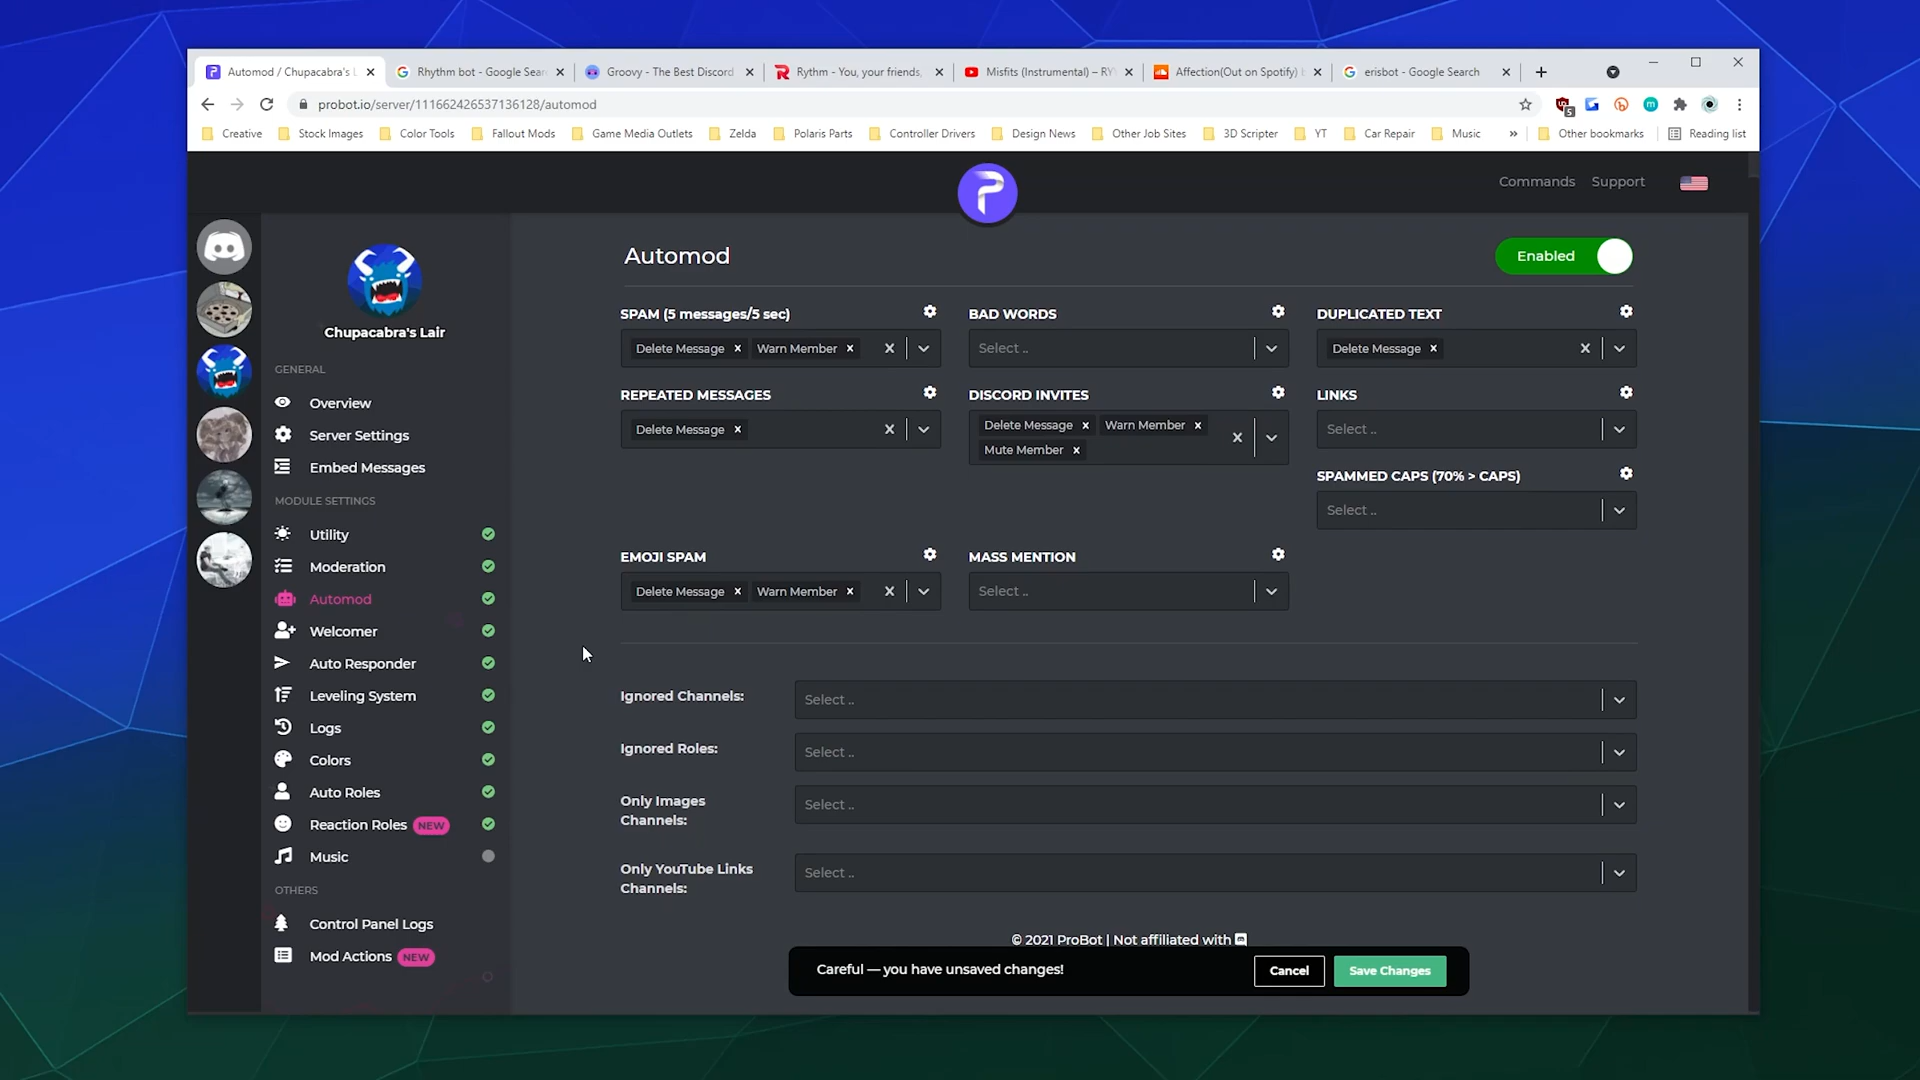 Automod / Chupacabra's L
Rhythm bot - Google Sear
Groovy - The Best Discord
Rythm - You, your friends,
Misfits (Instrumental) – RY
Affection(Out on Spotify) b
erisbot - Google Search
probot.io/server/111662426537136128/automod
5
Creative
Stock Images
Color Tools
Fallout Mods
Game Media Outlets
Zelda
Polaris Parts
Controller Drivers
Design News
Other Job Sites
3D Scripter
YT
Car Repair
Music
»
Other bookmarks
Reading list
Commands
Support
Chupacabra's Lair
GENERAL
Overview
Server Settings
Embed Messages
MODULE SETTINGS
Utility
Moderation
Automod
Welcomer
Auto Responder
Leveling System
Logs
Colors
Auto Roles
Reaction Roles NEW
Music
OTHERS
Control Panel Logs
Mod Actions NEW
Automod
Enabled
SPAM (5 messages/5 sec)
Delete Message x Warn Member x
BAD WORDS
Select ..
DUPLICATED TEXT
Delete Message x
REPEATED MESSAGES
Delete Message x
DISCORD INVITES
Delete Message x Warn Member x
Mute Member x
LINKS
Select ..
SPAMMED CAPS (70% > CAPS)
Select ..
EMOJI SPAM
Delete Message x Warn Member x
MASS MENTION
Select ..
Ignored Channels:
Select ..
Ignored Roles:
Select ..
Only Images
Channels:
Select ..
Only YouTube Links
Channels:
Select ..
© 2021 ProBot | Not affiliated with
Careful — you have unsaved changes!
Cancel
Save Changes